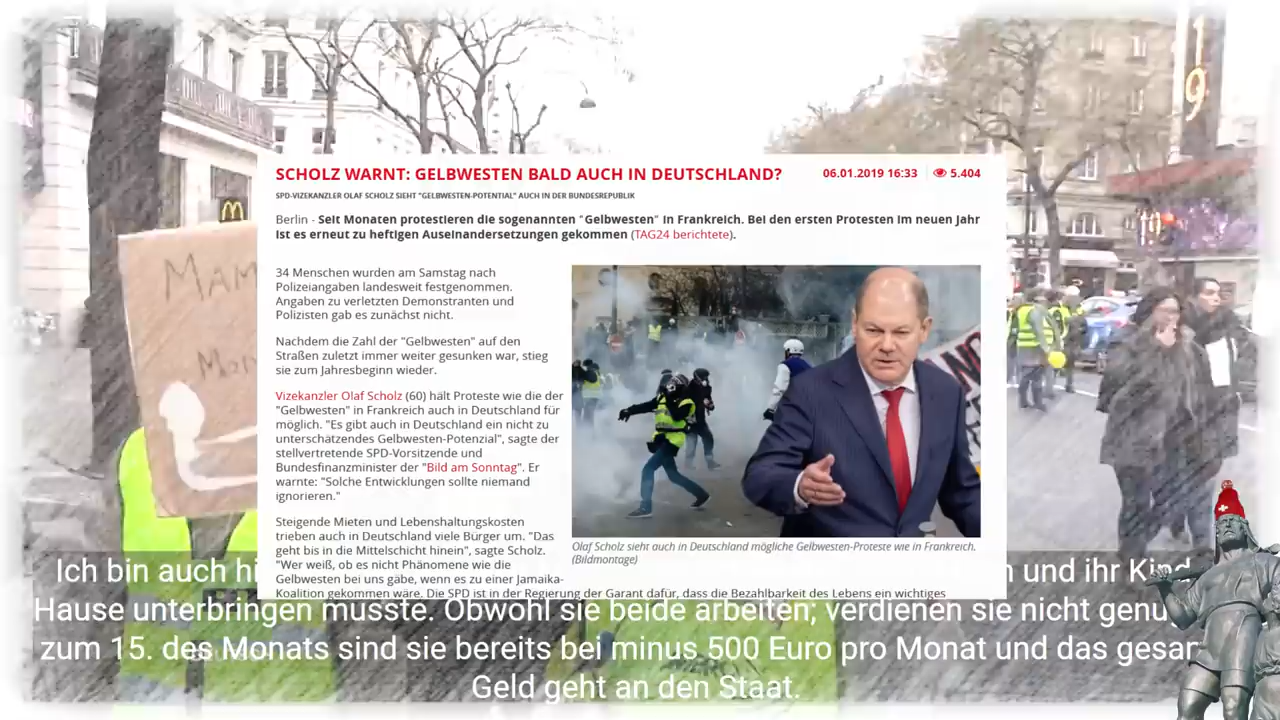 19
SCHOLZ WARNT: GELBWESTEN BALD AUCH IN DEUTSCHLAND?
06.01.2019 16:33
5.404
SPD-VIZEKANZLER OLAF SCHOLZ SIEHT "GELBWESTEN-POTENTIAL" AUCH IN DER BUNDESREPUBLIK
Berlin - Seit Monaten protestieren die sogenannten "Gelbwesten" in Frankreich. Bei den ersten Protesten im neuen Jahr
ist es erneut zu heftigen Auseinandersetzungen gekommen (TAG24 berichtete).
34 Menschen wurden am Samstag nach
Polizeiangaben landesweit festgenommen.
Angaben zu verletzten Demonstranten und
Polizisten gab es zunächst nicht.
Nachdem die Zahl der "Gelbwesten" auf den
Straßen zuletzt immer weiter gesunken war, stieg
sie zum Jahresbeginn wieder.
Vizekanzler Olaf Scholz (60) hält Proteste wie die der
"Gelbwesten" in Frankreich auch in Deutschland für
möglich. "Es gibt auch in Deutschland ein nicht zu
unterschätzendes Gelbwesten-Potenzial", sagte der
stellvertretende SPD-Vorsitzende und
Bundesfinanzminister der "Bild am Sonntag". Er
warnte: "Solche Entwicklungen sollte niemand
ignorieren."
Steigende Mieten und Lebenshaltungskosten
trieben auch in Deutschland viele Bürger um. "Das
geht bis in die Mittelschicht hinein", sagte Scholz.
"Wer weiß, ob es nicht Phänomene wie die
Gelbwesten bei uns gäbe, wenn es zu einer Jamaika-
Koalition gekommen wäre. Die SPD ist in der Regierung der Garant dafür, dass die Bezahlbarkeit des Lebens ein wichtiges
Olaf Scholz sieht auch in Deutschland mögliche Gelbwesten-Proteste wie in Frankreich.
(Bildmontage)
MAM
Ich bin auch hi n und ihr Kind
Hause unterbringen musste. Obwohl sie beide arbeiten; verdienen sie nicht genug
zum 15. des Monats sind sie bereits bei minus 500 Euro pro Monat und das gesam
Geld geht an den Staat.